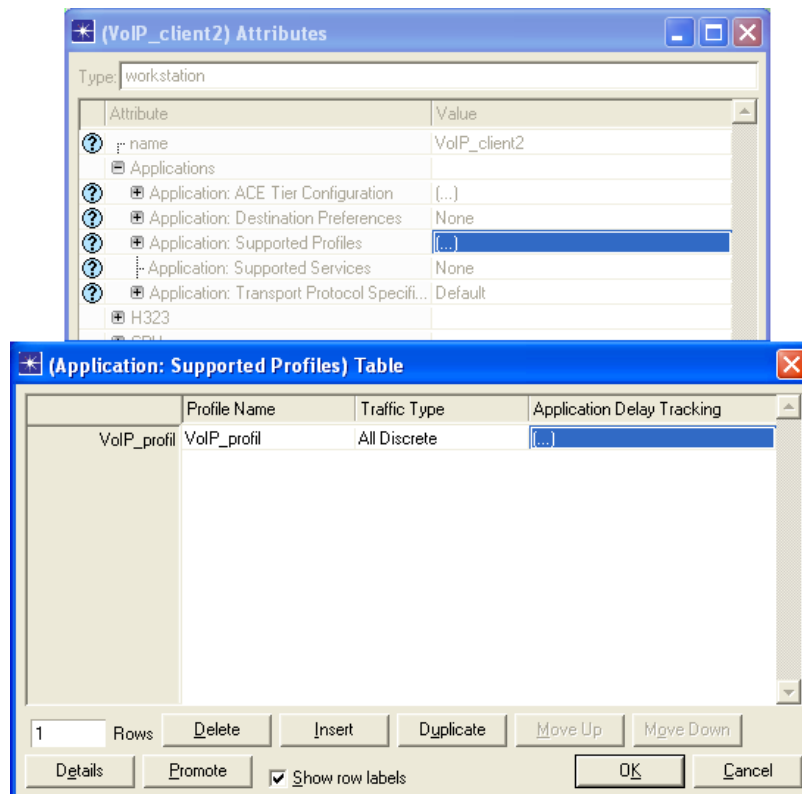 (VoIP_client2) Attributes
Type: workstation
Attribute Value
name VoIP_client2
Applications
Application: ACE Tier Configuration (...)
Application: Destination Preferences None
Application: Supported Profiles (...)
Application: Supported Services None
Application: Transport Protocol Specifi... Default
H323
(Application: Supported Profiles) Table
Profile Name Traffic Type Application Delay Tracking
VoIP_profil VoIP_profil All Discrete (...)
1 Rows Delete Insert Duplicate Move Up Move Down
Details Promote Show row labels OK Cancel